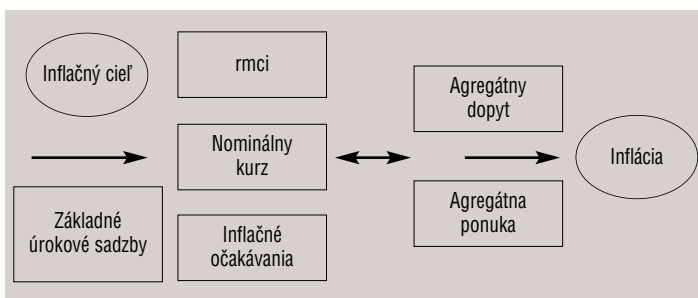 Inflačný cieľ
Základné
úrokové sadzby
rmci
Nominálny
kurz
Inflačné
očakávania
Agregátny
dopyt
Agregátna
ponuka
Inflácia